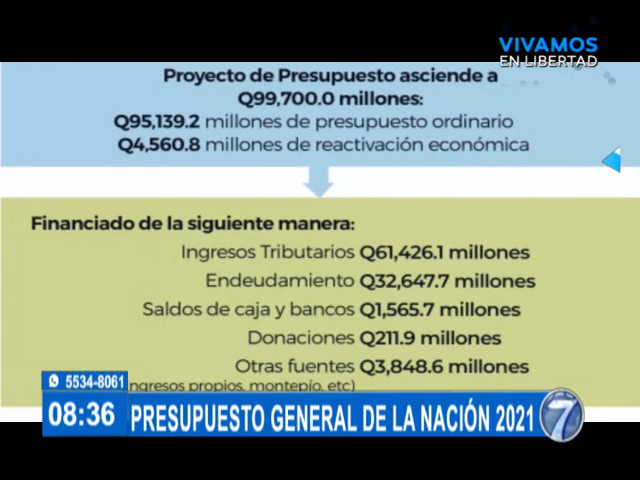 VIVAMOS
EN LIBERTAD
Proyecto de Presupuesto asciende a
Q99,700.0 millones:
Q95,139.2 millones de presupuesto ordinario
Q4,560.8 millones de reactivación económica
Financiado de la siguiente manera:
Ingresos Tributarios Q61,426.1 millones
Endeudamiento Q32,647.7 millones
Saldos de caja y bancos Q1,565.7 millones
Donaciones Q211.9 millones
Otras fuentes Q3,848.6 millones
ngresos propios, montepío, etc)
5534-8061
08:36 PRESUPUESTO GENERAL DE LA NACIÓN 2021 7